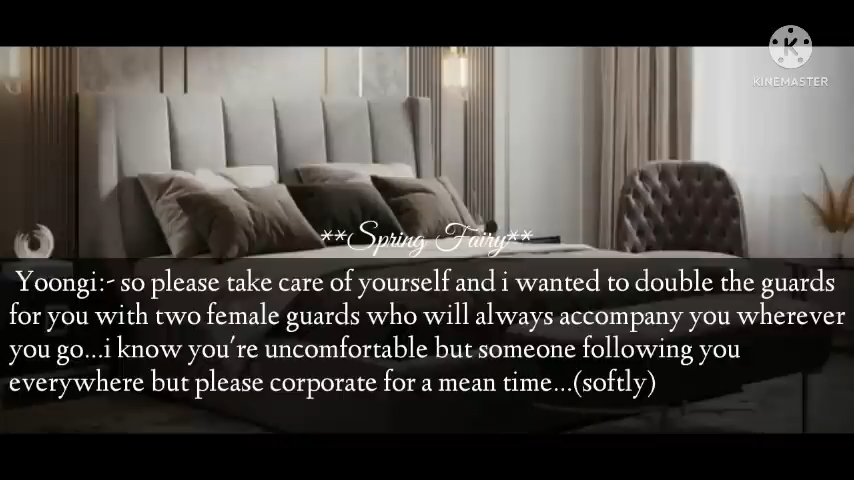 KINEMASTER
**Spring Fairy**
Yoongi:- so please take care of yourself and i wanted to double the guards
for you with two female guards who will always accompany you wherever
you go...i know you're uncomfortable but someone following you
everywhere but please corporate for a mean time...(softly)